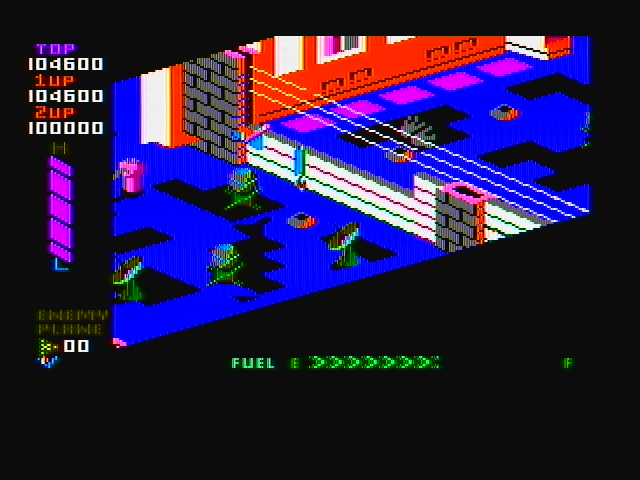 TOP
104600
1UP
104600
2UP
100000
H
L
ENEMY
PLANE
00
FUEL E F